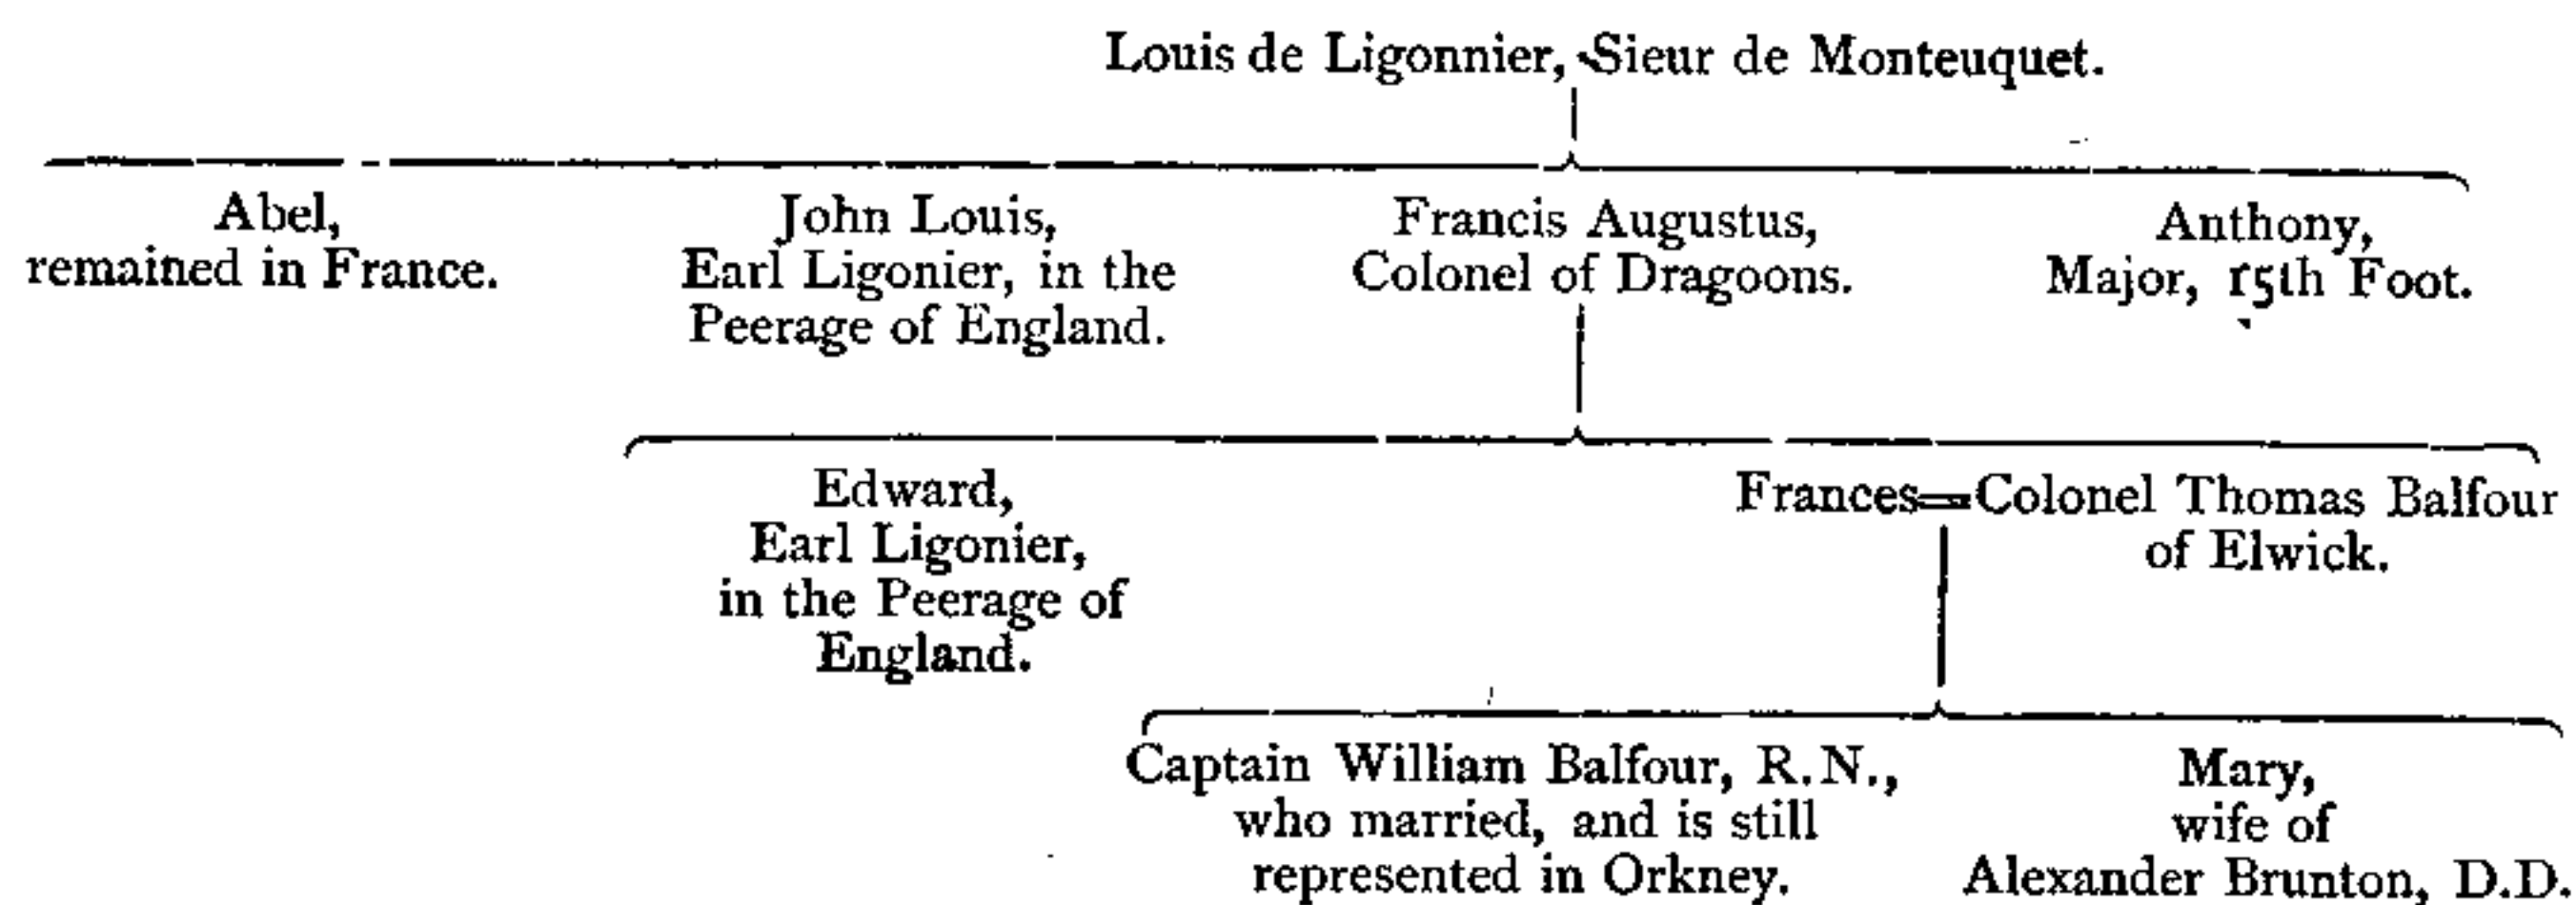 Louis de Ligonnier, Sieur de Monteuquet.
Abel,
remained in France.
John Louis,
Earl Ligonier, in the
Peerage of England.
Francis Augustus,
Colonel of Dragoons.
Anthony,
Major, 15th Foot.
Edward,
Earl Ligonier,
in the Peerage of
England.
Frances=Colonel Thomas Balfour
of Elwick.
Captain William Balfour, R.N.,
who married, and is still
represented in Orkney.
Mary,
wife of
Alexander Brunton, D.D.